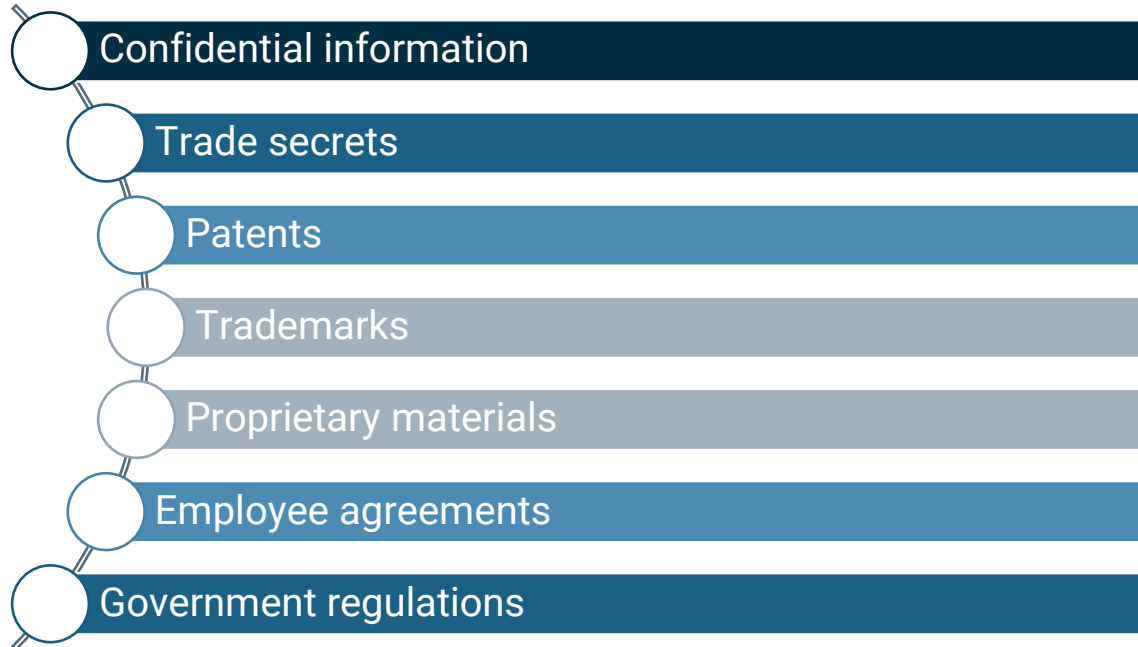 Confidential information
Trade secrets
Patents
Trademarks
Proprietary materials
Employee agreements
Government regulations